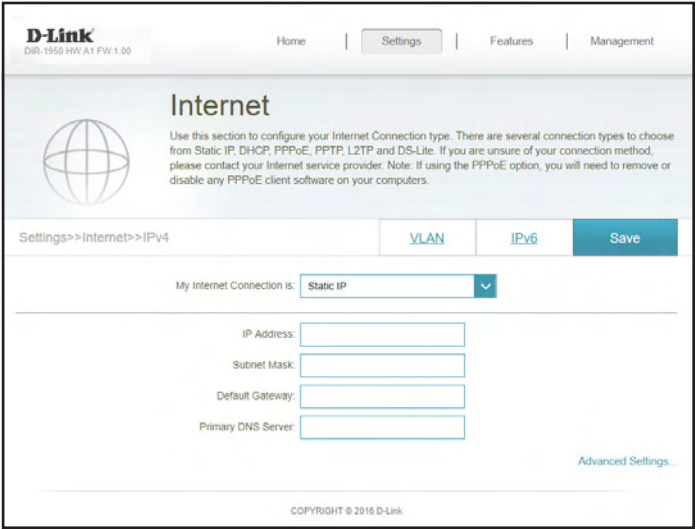 D-Link
DIR-1950 HW:A1 FW:1.00
Home | Settings | Features | Management
Internet
Use this section to configure your Internet Connection type. There are several connection types to choose
from Static IP, DHCP, PPPoE, PPTP, L2TP and DS-Lite. If you are unsure of your connection method,
please contact your Internet service provider. Note: If using the PPPoE option, you will need to remove or
disable any PPPoE client software on your computers.
Settings>>Internet>>IPv4 VLAN IPv6 Save
My Internet Connection is: Static IP
IP Address:
Subnet Mask:
Default Gateway:
Primary DNS Server:
Advanced Settings...
COPYRIGHT © 2016 D-Link